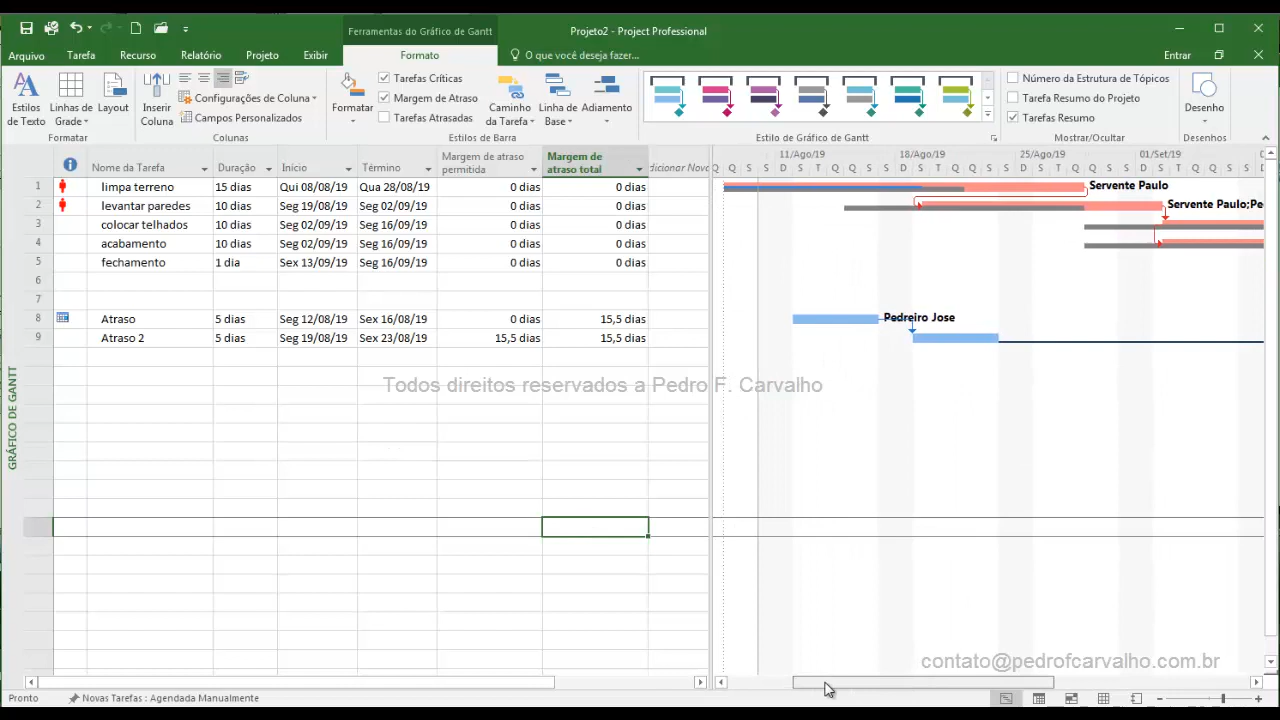 Ferramentas do Gráfico de Gantt
Projeto2 - Project Professional
Arquivo Tarefa Recurso Relatório Projeto Exibir Formato O que você deseja fazer... Entrar
Estilos de Texto
Linhas de Grade
Layout
Formatar
Inserir Coluna
Configurações de Coluna
Campos Personalizados
Colunas
Formatar
Tarefas Críticas
Margem de Atraso
Tarefas Atrasadas
Caminho da Tarefa
Linha de Base
Adiamento
Estilos de Barra
Estilo de Gráfico de Gantt
Número da Estrutura de Tópicos
Tarefa Resumo do Projeto
Tarefas Resumo
Mostrar/Ocultar
Desenho
Desenhos
Nome da Tarefa Duração Início Término Margem de atraso permitida Margem de atraso total dicionar Novo
11/Ago/19 18/Ago/19 25/Ago/19 01/Set/19
Q Q S S D S T Q Q S S D S T Q Q S S D S T Q Q S S D S T Q Q S S D
1 limpa terreno 15 dias Qui 08/08/19 Qua 28/08/19 0 dias 0 dias
2 levantar paredes 10 dias Seg 19/08/19 Seg 02/09/19 0 dias 0 dias
3 colocar telhados 10 dias Seg 02/09/19 Seg 16/09/19 0 dias 0 dias
4 acabamento 10 dias Seg 02/09/19 Seg 16/09/19 0 dias 0 dias
5 fechamento 1 dia Sex 13/09/19 Seg 16/09/19 0 dias 0 dias
6
7
8 Atraso 5 dias Seg 12/08/19 Sex 16/08/19 0 dias 15,5 dias
9 Atraso 2 5 dias Seg 19/08/19 Sex 23/08/19 15,5 dias 15,5 dias
Servente Paulo
Servente Paulo;Pe
Pedreiro Jose
GRÁFICO DE GANTT
Todos direitos reservados a Pedro F. Carvalho
contato@pedrofcarvalho.com.br
Pronto Novas Tarefas : Agendada Manualmente